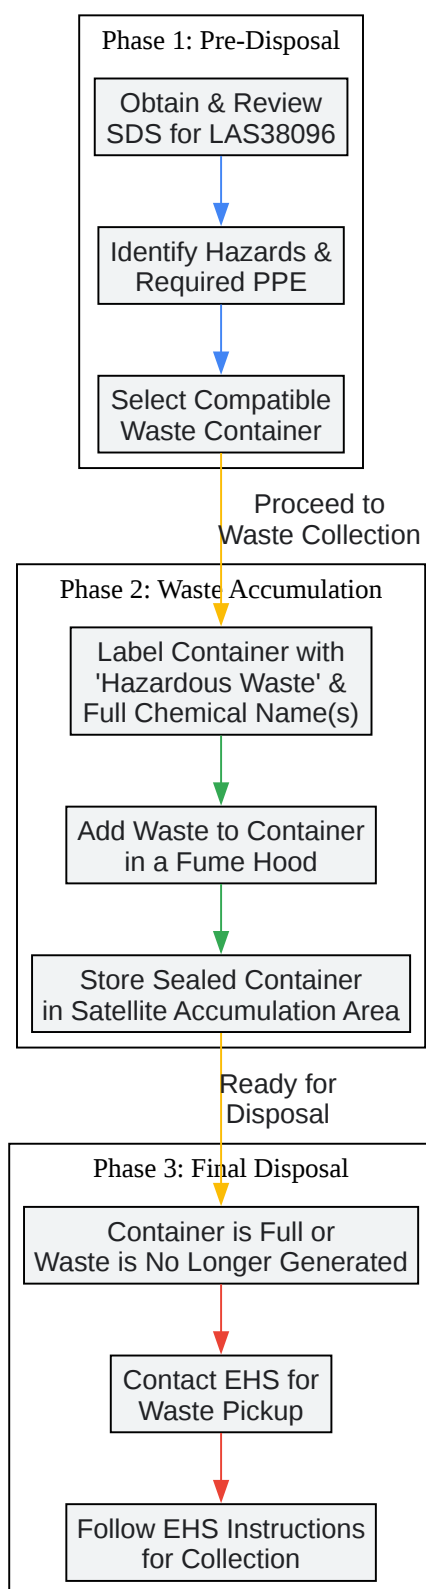 Phase 1: Pre-Disposal
Obtain & Review
SDS for LAS38096
Identify Hazards &
Required PPE
Select Compatible
Waste Container
Proceed to
Waste Collection
Phase 2: Waste Accumulation
Label Container with
'Hazardous Waste' &
Full Chemical Name(s)
Add Waste to Container
in a Fume Hood
Store Sealed Container
in Satellite Accumulation Area
Ready for
Disposal
Phase 3: Final Disposal
Container is Full or
Waste is No Longer Generated
Contact EHS for
Waste Pickup
Follow EHS Instructions
for Collection